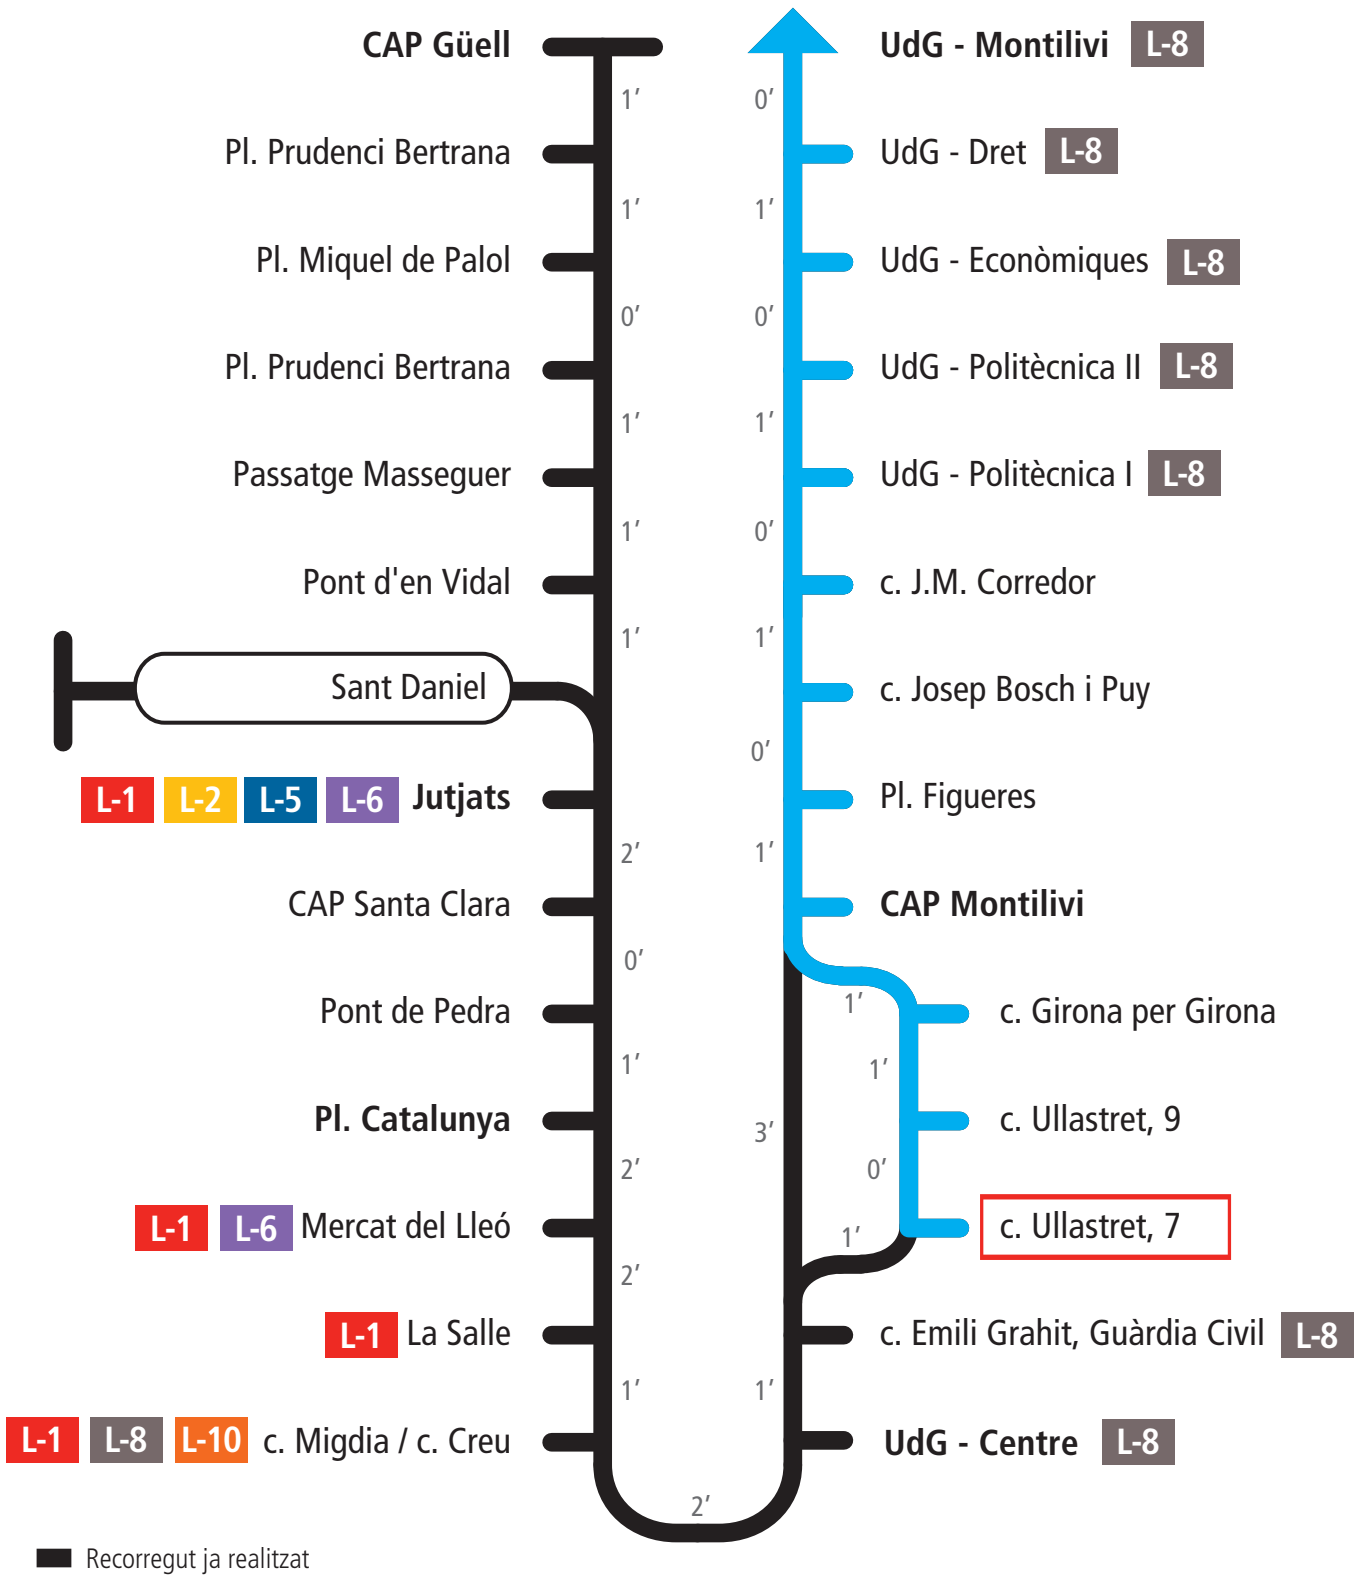 CAP Güell
1’
Pl. Prudenci Bertrana
1’
Pl. Miquel de Palol
0’
Pl. Prudenci Bertrana
1’
Passatge Masseguer
1’
Pont d'en Vidal
1’
Sant Daniel
L-1 L-2 L-5 L-6 Jutjats
2’
CAP Santa Clara
0’
Pont de Pedra
1’
Pl. Catalunya
2’
L-1 L-6 Mercat del Lleó
2’
L-1 La Salle
1’
L-1 L-8 L-10 c. Migdia / c. Creu
2’
UdG - Montilivi L-8
0’
UdG - Dret L-8
1’
UdG - Econòmiques L-8
0’
UdG - Politècnica II L-8
1’
UdG - Politècnica I L-8
0’
c. J.M. Corredor
1’
c. Josep Bosch i Puy
0’
Pl. Figueres
1’
CAP Montilivi
1’
c. Girona per Girona
1’
c. Ullastret, 9
3’
0’
c. Ullastret, 7
1’
c. Emili Grahit, Guàrdia Civil L-8
1’
UdG - Centre L-8
Recorregut ja realitzat